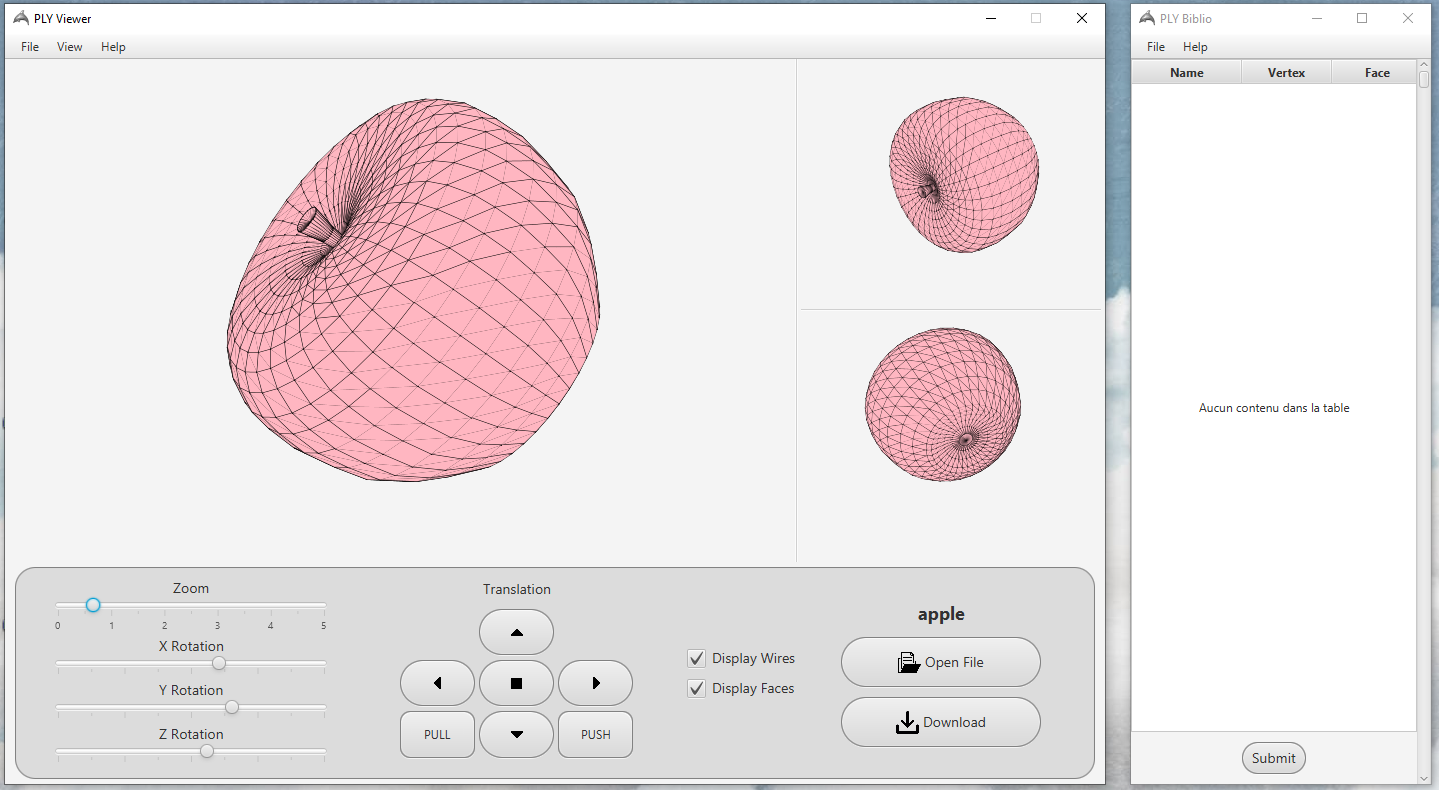 PLY Viewer
File View Help
Zoom
0 1 2 3 4 5
X Rotation
Y Rotation
Z Rotation
Translation
PULL
PUSH
Display Wires
Display Faces
apple
Open File
Download
PLY Biblio
File Help
Name Vertex Face
Aucun contenu dans la table
Submit